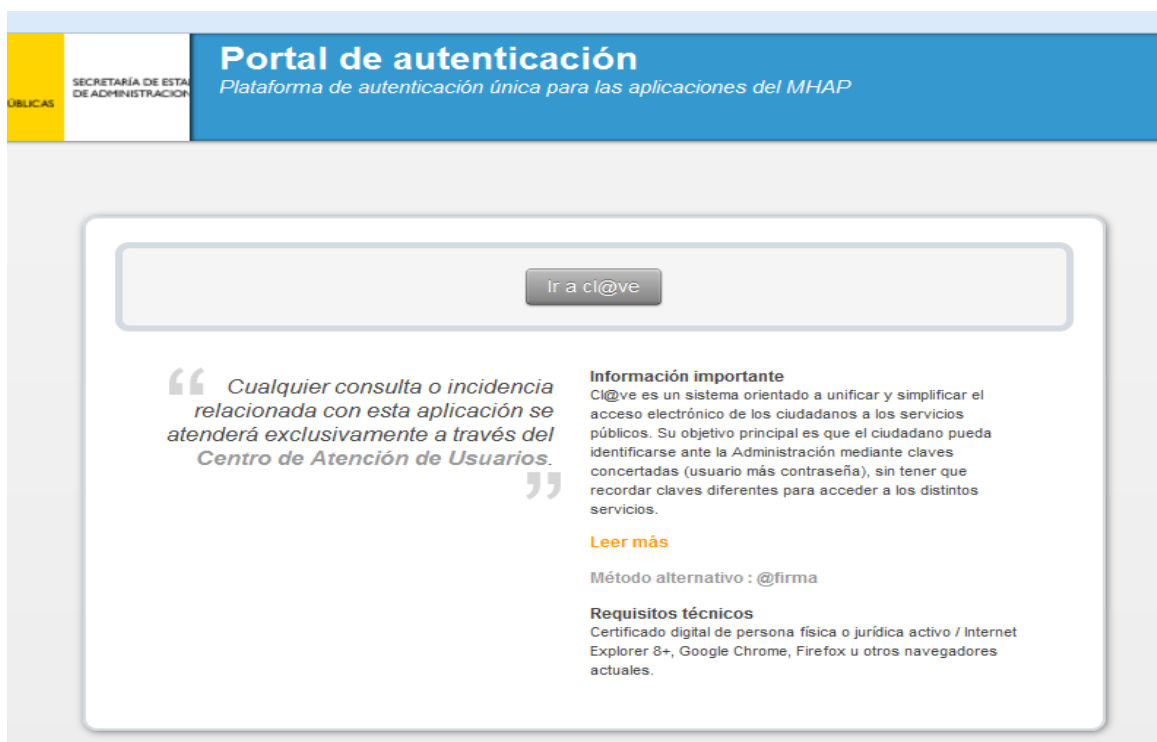 ÚBLICAS
SECRETARÍA DE ESTA
DE ADMINISTRACION
Portal de autenticación
Plataforma de autenticación única para las aplicaciones del MHAP
Ir a cl@ve
“ Cualquier consulta o incidencia
relacionada con esta aplicación se
atenderá exclusivamente a través del
Centro de Atención de Usuarios.
”
Información importante
Cl@ve es un sistema orientado a unificar y simplificar el
acceso electrónico de los ciudadanos a los servicios
públicos. Su objetivo principal es que el ciudadano pueda
identificarse ante la Administración mediante claves
concertadas (usuario más contraseña), sin tener que
recordar claves diferentes para acceder a los distintos
servicios.
Leer más
Método alternativo : @firma
Requisitos técnicos
Certificado digital de persona física o jurídica activo / Internet
Explorer 8+, Google Chrome, Firefox u otros navegadores
actuales.